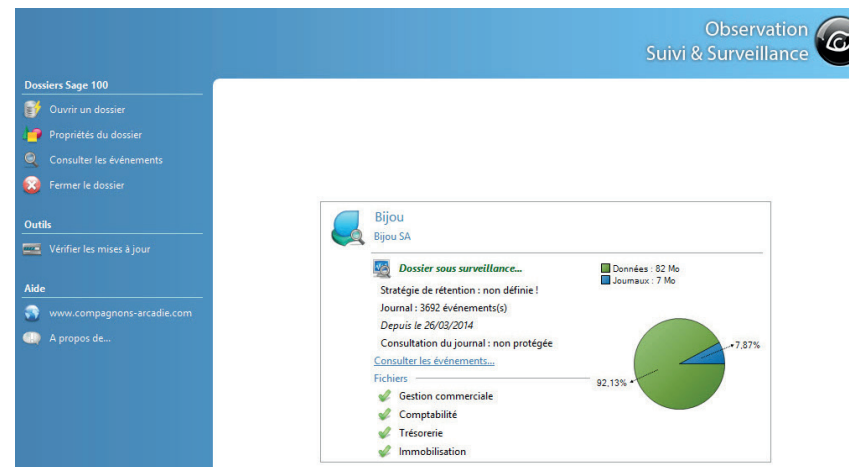 Observation
Suivi & Surveillance
Dossiers Sage 100
Ouvrir un dossier
Propriétés du dossier
Consulter les événements
Fermer le dossier
Outils
Vérifier les mises à jour
Aide
www.compagnons-arcadie.com
A propos de...
Bijou
Bijou SA
Dossier sous surveillance...
Stratégie de rétention : non définie !
Journal : 3692 événements(s)
Depuis le 26/03/2014
Consultation du journal : non protégée
Consulter les événements...
Fichiers
Gestion commerciale
Comptabilité
Trésorerie
Immobilisation
Données : 82 Mo
Journaux : 7 Mo
7,87%
92,13%